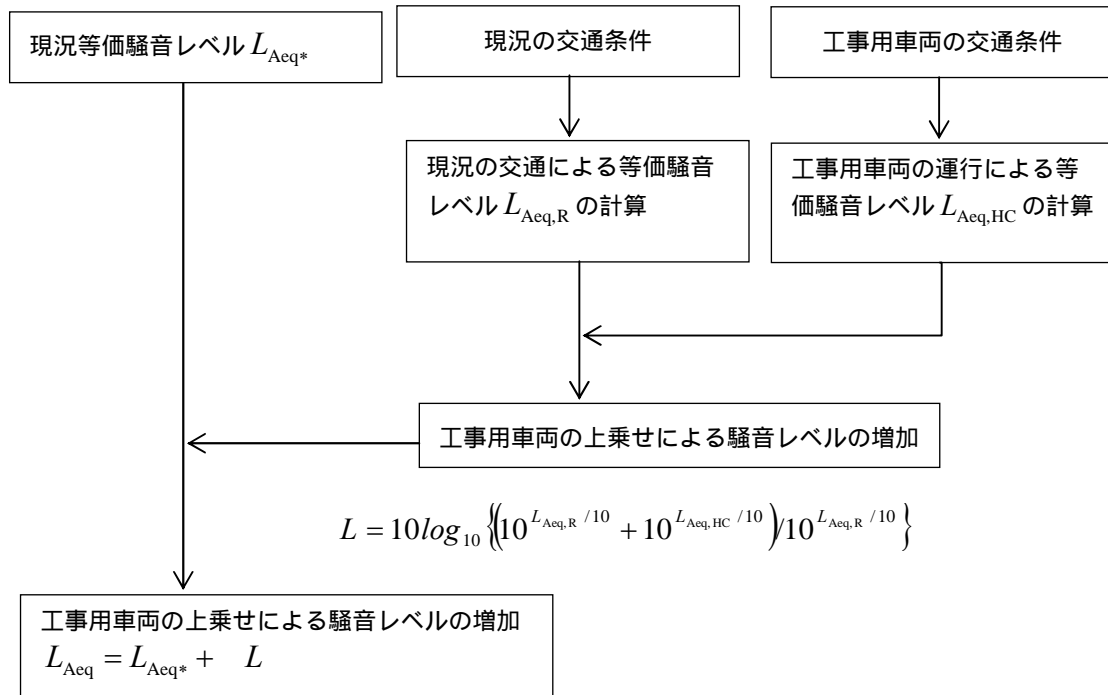 現況等価騒音レベル L_Aeq*
現況の交通条件
工事用車両の交通条件
現況の交通による等価騒音
レベル L_Aeq,R の計算
工事用車両の運行による等
価騒音レベル L_Aeq,HC の計算
工事用車両の上乗せによる騒音レベルの増加
L = 10log_10 {(10^{L_Aeq,R /10} + 10^{L_Aeq,HC /10})/10^{L_Aeq,R /10}}
工事用車両の上乗せによる騒音レベルの増加
L_Aeq = L_Aeq* + L